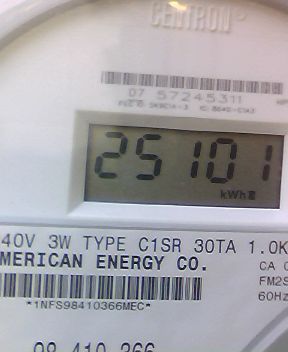 CENTRON
07 57245311
25101
kWh
40V 3W TYPE C1SR 30TA 1.0K
MERICAN ENERGY CO.
CA 0
FM2S
60Hz
*1NFS98410366MEC*
98 410 366